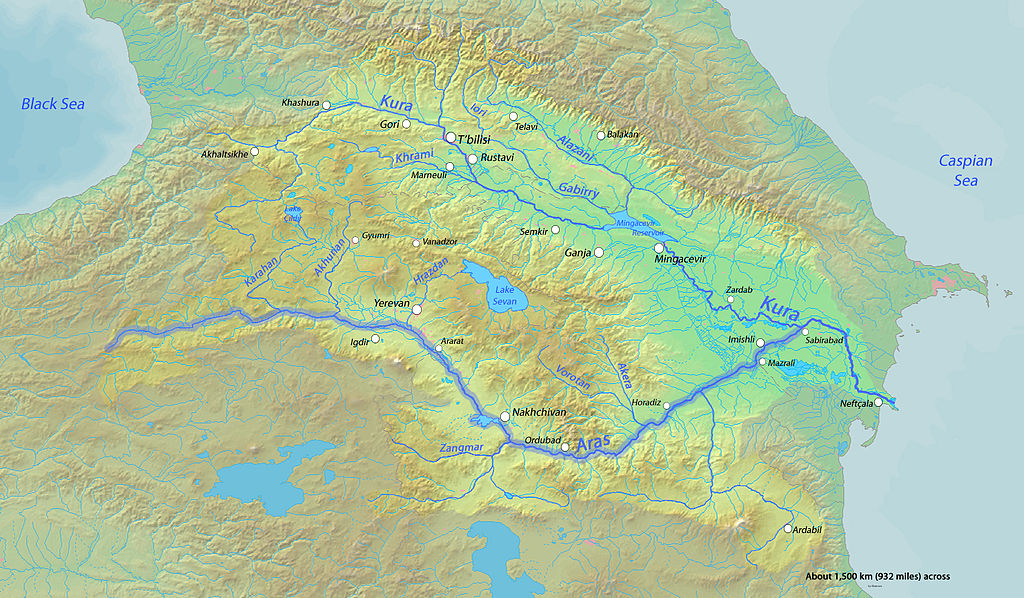 Black Sea
Caspian
Sea
Khashura
Kura
Iori
Gori
T'bilisi
Telavi
Balakan
Alazani
Akhaltsikhe
Khrami
Rustavi
Marneuli
Gabirry
Lake
Cildir
Mingacevir
Reservoir
Semkir
Gyumri
Vanadzor
Ganja
Mingacevir
Akhurian
Karahan
Hrazdan
Lake
Sevan
Zardab
Kura
Yerevan
Igdir
Ararat
Imishli
Sabirabad
Mazrali
Vorotan
Akera
Horadiz
Neftçala
Nakhchivan
Ordubad
Aras
Zangmar
Ardabil
About 1,500 km (932 miles) across